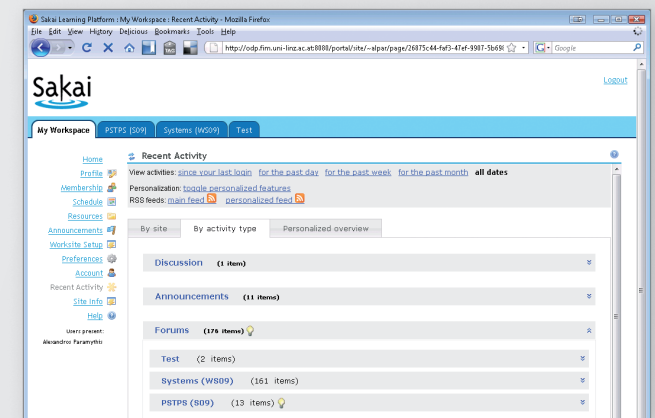 Sakai Learning Platform : My Workspace : Recent Activity - Mozilla Firefox
File Edit View History Delicious Bookmarks Tools Help
TAG http://odp.fim.uni-linz.ac.at:8080/portal/site/~alpar/page/26875c44-faf3-47ef-9907-5b69 Google
Sakai
Logout
My Workspace PSTPS (S09) Systems (WS09) Test
Home
Profile
Membership
Schedule
Resources
Announcements
Worksite Setup
Preferences
Account
Recent Activity
Site Info
Help
Users present:
Alexandros Paramythis
Recent Activity
View activities: since your last login for the past day for the past week for the past month all dates
Personalization: toggle personalized features
RSS feeds: main feed personalized feed
By site By activity type Personalized overview
Discussion (1 item)
Announcements (11 items)
Forums (176 items)
Test (2 items)
Systems (WS09) (161 items)
PSTPS (S09) (13 items)